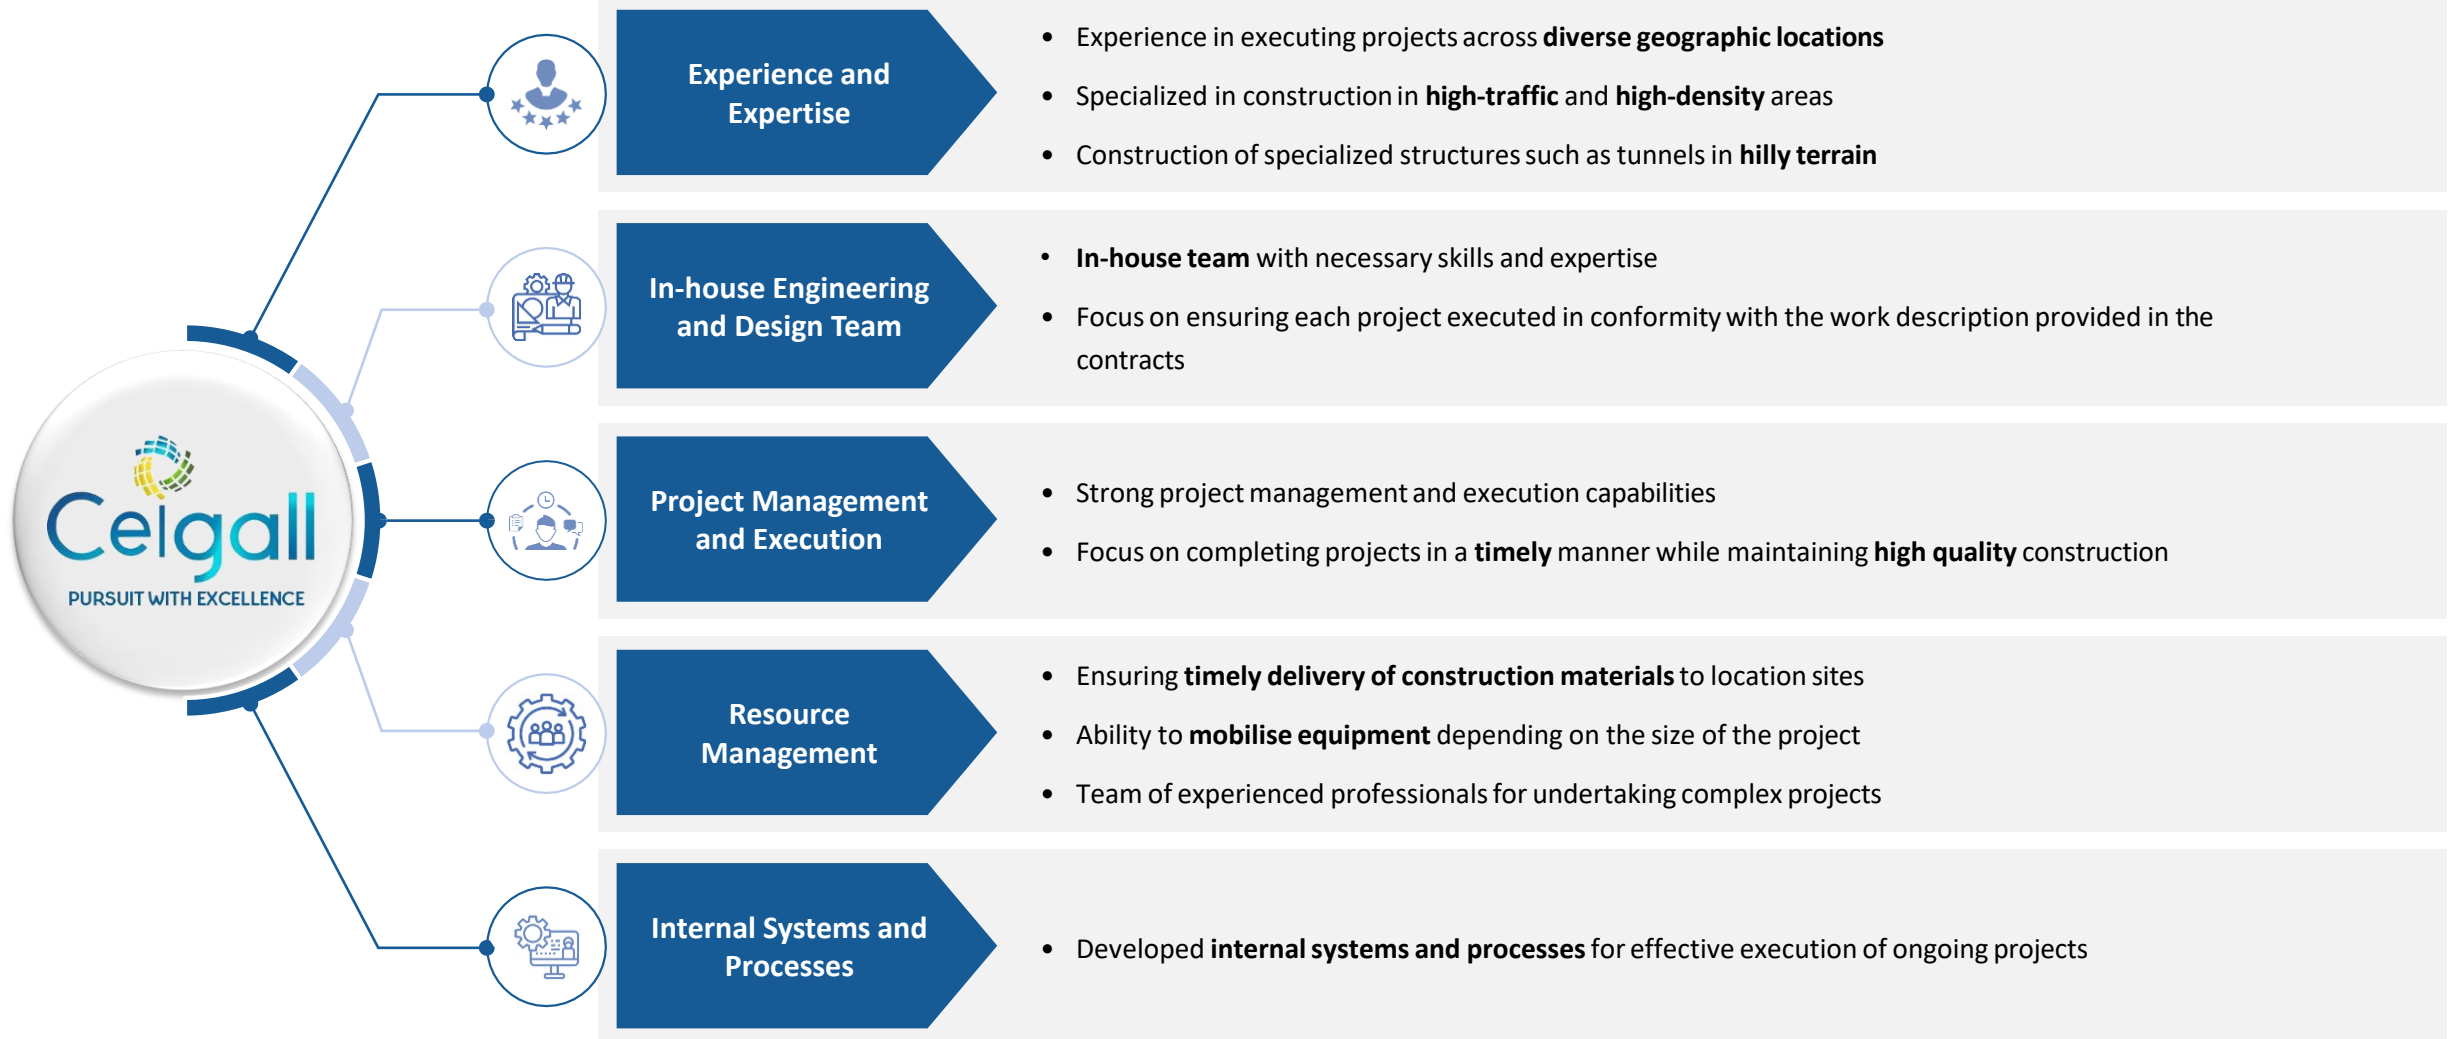 Ceigall
PURSUIT WITH EXCELLENCE
Experience and
Expertise
• Experience in executing projects across diverse geographic locations
• Specialized in construction in high-traffic and high-density areas
• Construction of specialized structures such as tunnels in hilly terrain
In-house Engineering
and Design Team
• In-house team with necessary skills and expertise
• Focus on ensuring each project executed in conformity with the work description provided in the
contracts
Project Management
and Execution
• Strong project management and execution capabilities
• Focus on completing projects in a timely manner while maintaining high quality construction
Resource
Management
• Ensuring timely delivery of construction materials to location sites
• Ability to mobilise equipment depending on the size of the project
• Team of experienced professionals for undertaking complex projects
Internal Systems and
Processes
• Developed internal systems and processes for effective execution of ongoing projects